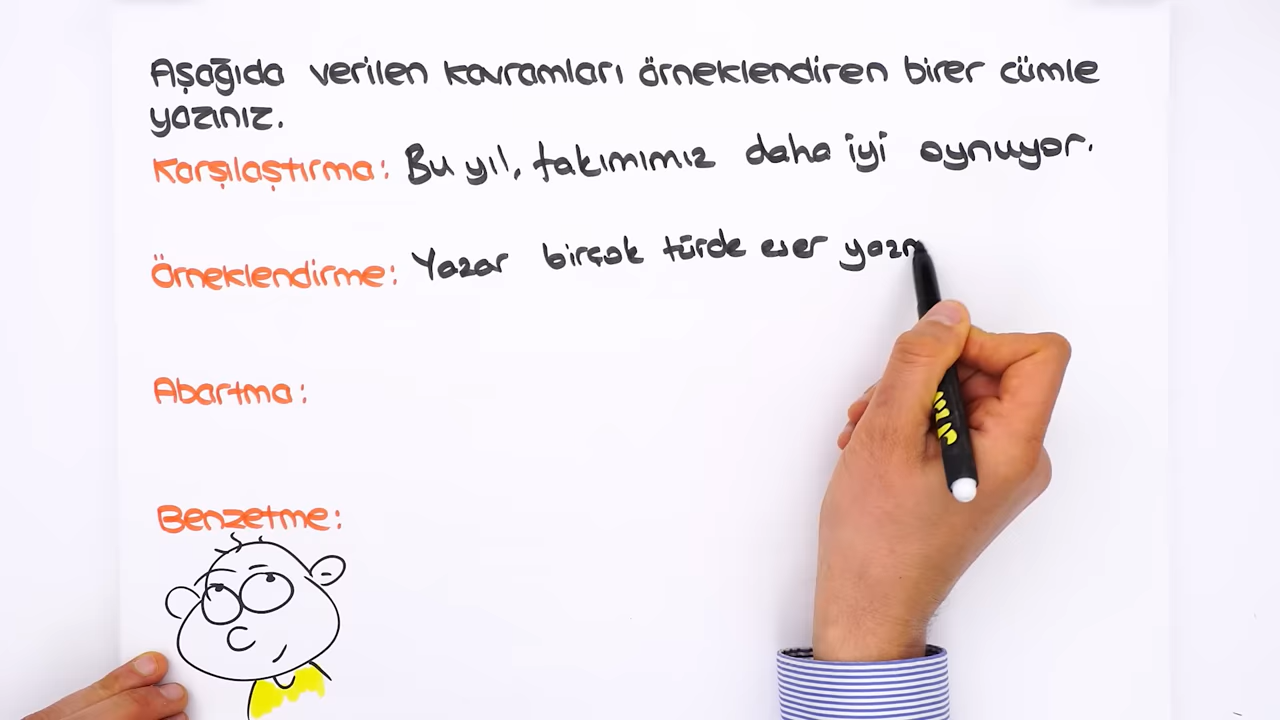 Aşağıda verilen kavramları örneklendiren birer cümle
yazınız.
Karşılaştırma: Bu yıl, takımımız daha iyi oynuyor.
Örneklendirme: Yazar birçok türde eser yazm
Abartma:
Benzetme: